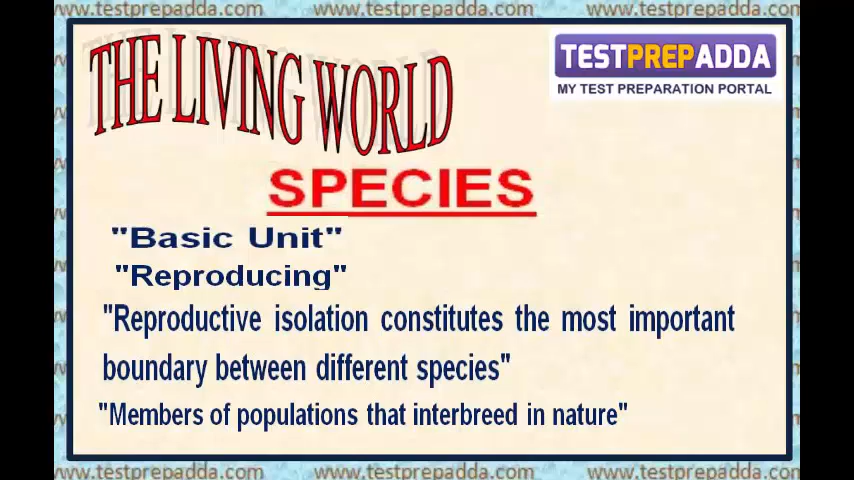 www.testprepadda.com www.testprepadda.com www.testprepadda.com
THE LIVING WORLD
TESTPREPADDA
MY TEST PREPARATION PORTAL
SPECIES
"Basic Unit"
"Reproducing"
"Reproductive isolation constitutes the most important
boundary between different species"
"Members of populations that interbreed in nature"
www.testprepadda.com www.testprepadda.com www.testprepadda.com